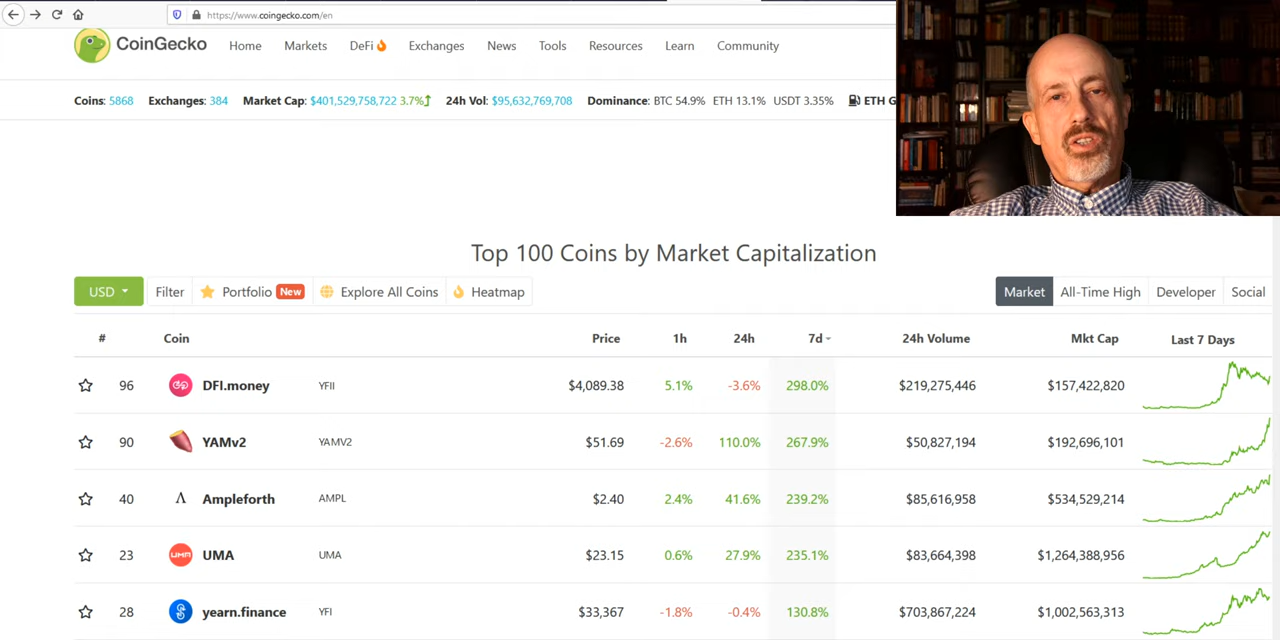 https://www.coingecko.com/en
CoinGecko Home Markets DeFi Exchanges News Tools Resources Learn Community
Coins: 5868 Exchanges: 384 Market Cap: $401,529,758,722 3.7% 24h Vol: $95,632,769,708 Dominance: BTC 54.9% ETH 13.1% USDT 3.35% ETH G
Top 100 Coins by Market Capitalization
USD Filter Portfolio New Explore All Coins Heatmap Market All-Time High Developer Social
# Coin Price 1h 24h 7d 24h Volume Mkt Cap Last 7 Days
96 DFI.money YFII $4,089.38 5.1% -3.6% 298.0% $219,275,446 $157,422,820
90 YAMv2 YAMV2 $51.69 -2.6% 110.0% 267.9% $50,827,194 $192,696,101
40 Ampleforth AMPL $2.40 2.4% 41.6% 239.2% $85,616,958 $534,529,214
23 UMA UMA $23.15 0.6% 27.9% 235.1% $83,664,398 $1,264,388,956
28 yearn.finance YFI $33,367 -1.8% -0.4% 130.8% $703,867,224 $1,002,563,313